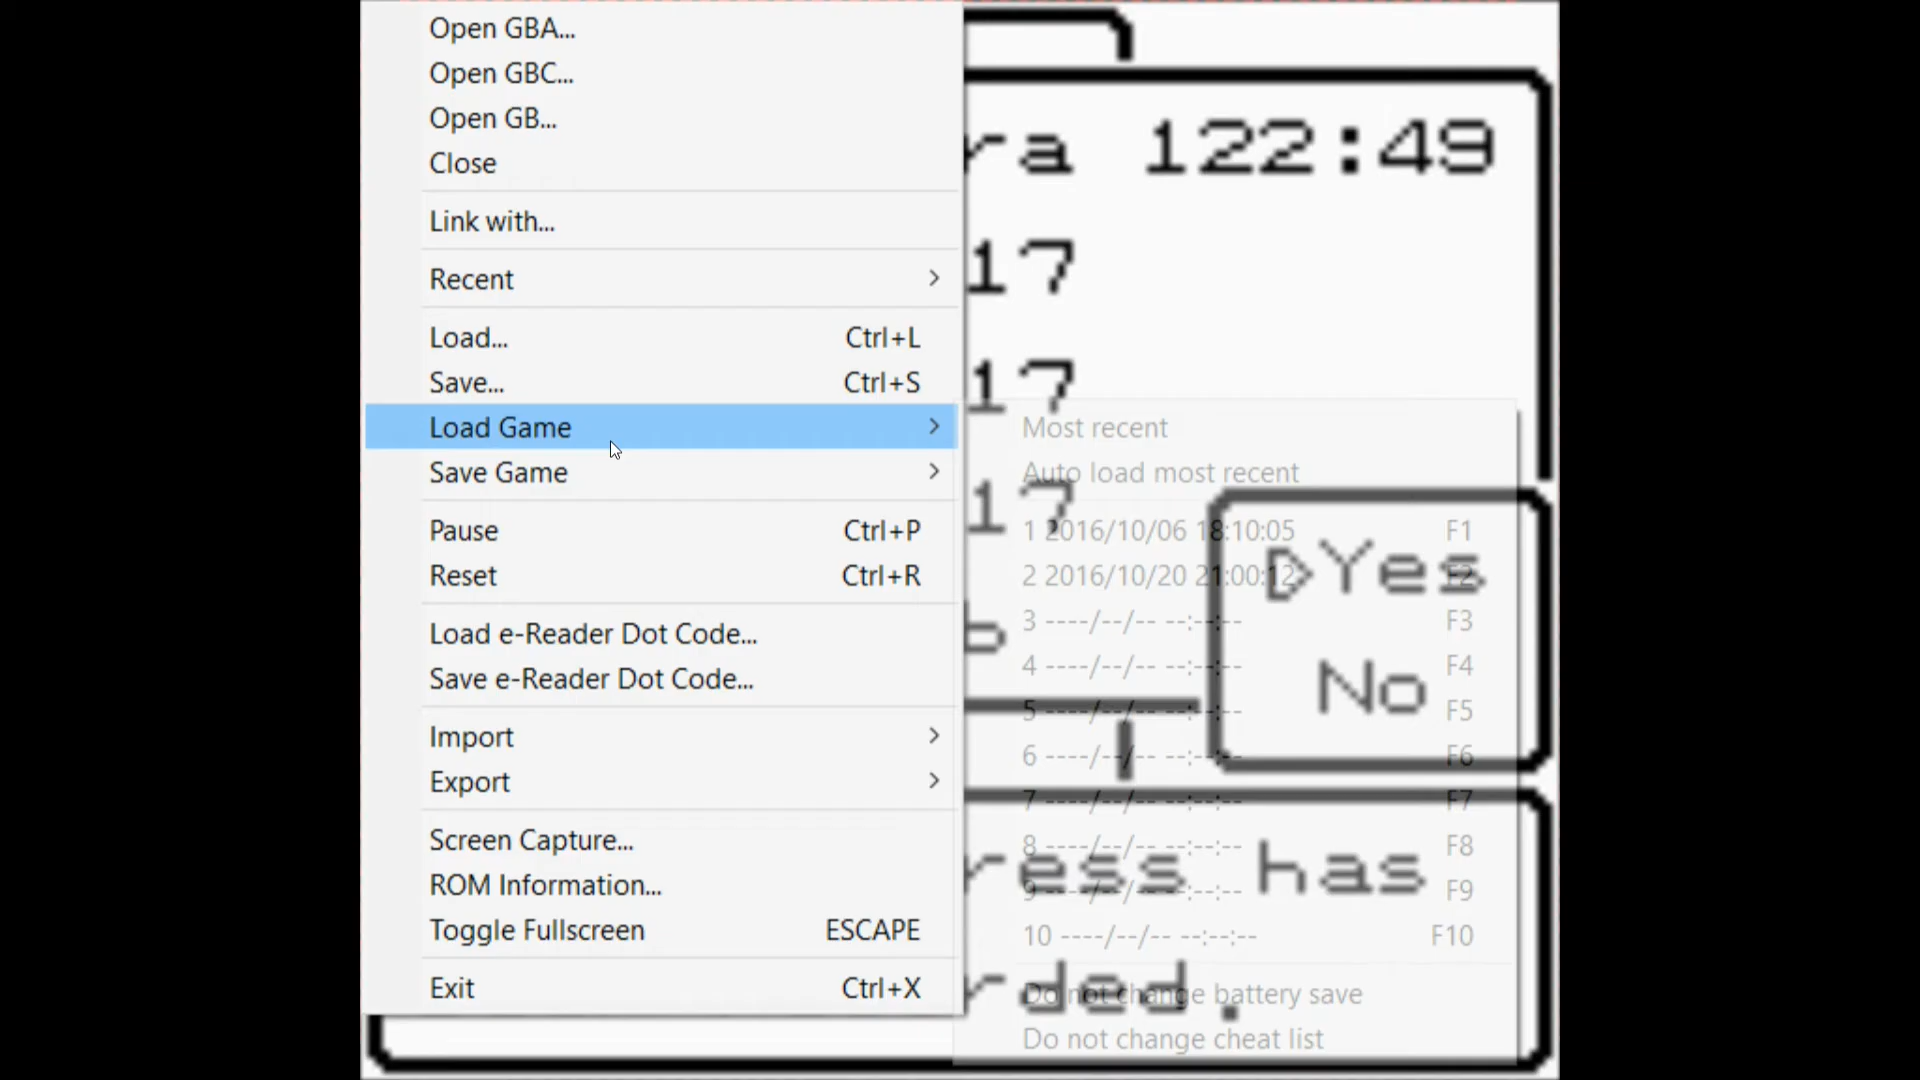 Open GBA...
Open GBC...
Open GB...
Close
Link with...
Recent
Load... Ctrl+L
Save... Ctrl+S
Load Game
Save Game
Pause Ctrl+P
Reset Ctrl+R
Load e-Reader Dot Code...
Save e-Reader Dot Code...
Import
Export
Screen Capture...
ROM Information...
Toggle Fullscreen ESCAPE
Exit Ctrl+X
Most recent
Auto load most recent
1 2016/10/06 18:10:05 F1
2 2016/10/20 21:00:12 F2
3 ----/--/-- --:--:-- F3
4 ----/--/-- --:--:-- F4
5 ----/--/-- --:--:-- F5
6 ----/--/-- --:--:-- F6
7 ----/--/-- --:--:-- F7
8 ----/--/-- --:--:-- F8
9 ----/--/-- --:--:-- F9
10 ----/--/-- --:--:-- F10
Do not change battery save
Do not change cheat list
ra 122:49
17
17
17
b
Yes
No
ress has
rded.